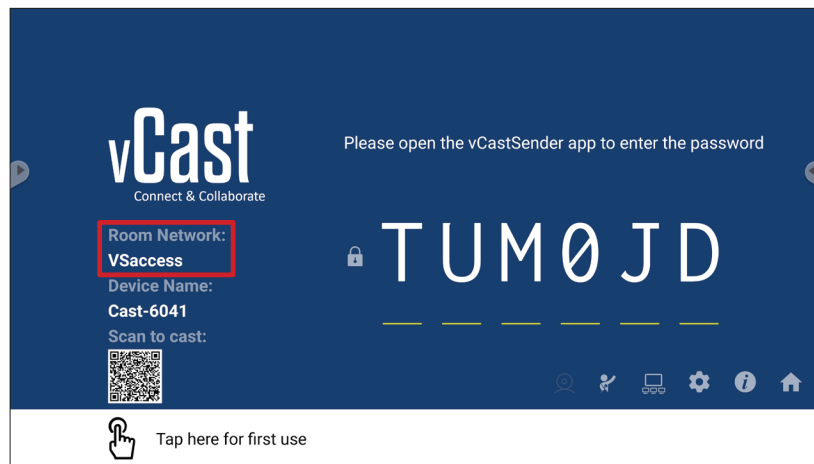 vCast
Connect & Collaborate
Please open the vCastSender app to enter the password
Room Network:
VSaccess
Device Name:
Cast-6041
Scan to cast:
TUM0JD
Tap here for first use